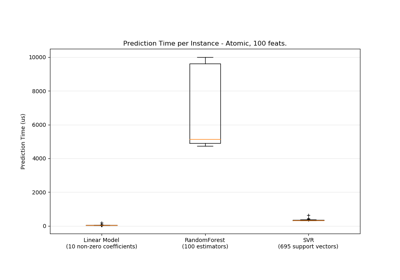 Prediction Time per Instance - Atomic, 100 feats.
10000
8000
6000
4000
2000
0
Prediction Time (us)
Linear Model
(10 non-zero coefficients)
RandomForest
(100 estimators)
SVR
(695 support vectors)